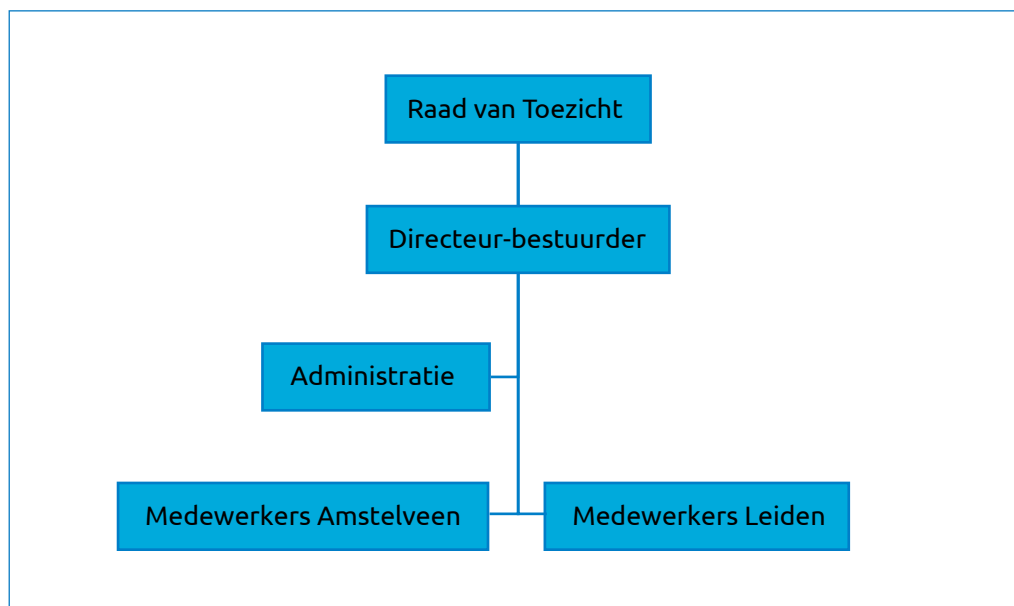 Raad van Toezicht
Directeur-bestuurder
Administratie
Medewerkers Amstelveen
Medewerkers Leiden